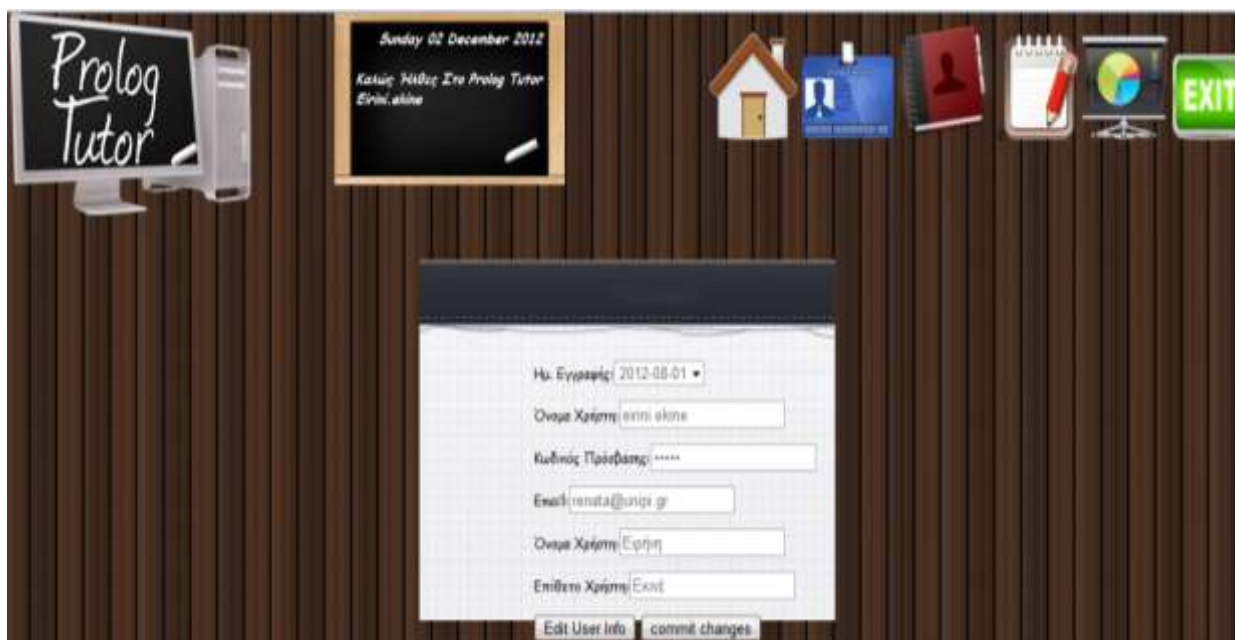 Prolog
Tutor
Sunday 02 December 2012
Καλώς Ήλθες Στο Prolog Tutor
Eirini.ekine
EXIT
Ημ. Εγγραφής: 2012-08-01
Όνομα Χρήστη: eirini ekine
Κωδικός Πρόσβασης: •••••
Email: renata@unipi.gr
Όνομα Χρήστη: Ειρήνη
Επίθετο Χρήστη: Εκινέ
Edit User Info commit changes